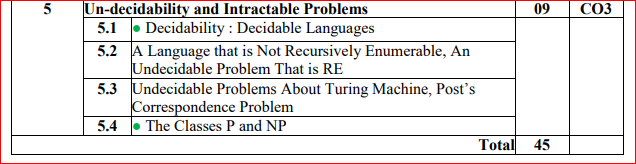 5 Un-decidability and Intractable Problems 09 CO3
5.1 ● Decidability : Decidable Languages
5.2 A Language that is Not Recursively Enumerable, An
Undecidable Problem That is RE
5.3 Undecidable Problems About Turing Machine, Post's
Correspondence Problem
5.4 ● The Classes P and NP
Total 45